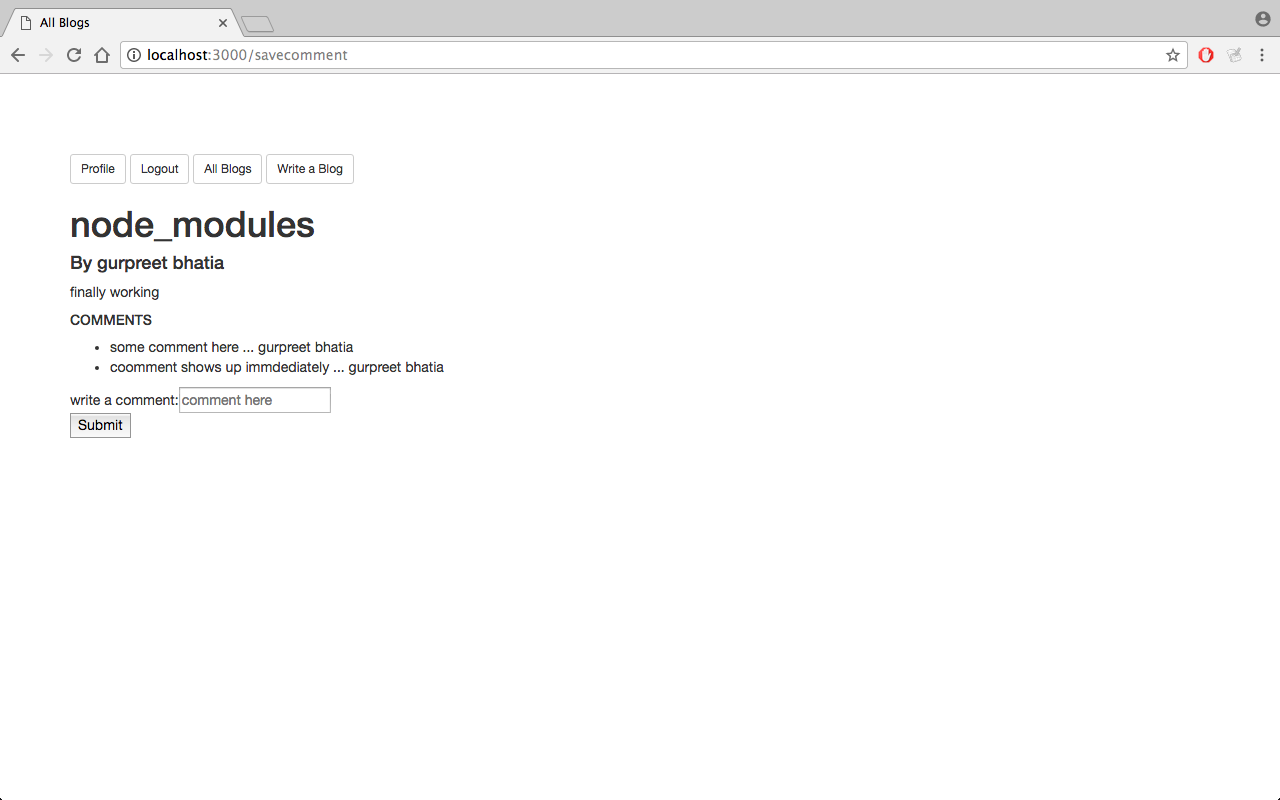 All Blogs
localhost:3000/savecomment
Profile Logout All Blogs Write a Blog
node_modules
By gurpreet bhatia
finally working
COMMENTS
• some comment here ... gurpreet bhatia
• coomment shows up immdediately ... gurpreet bhatia
write a comment: comment here
Submit